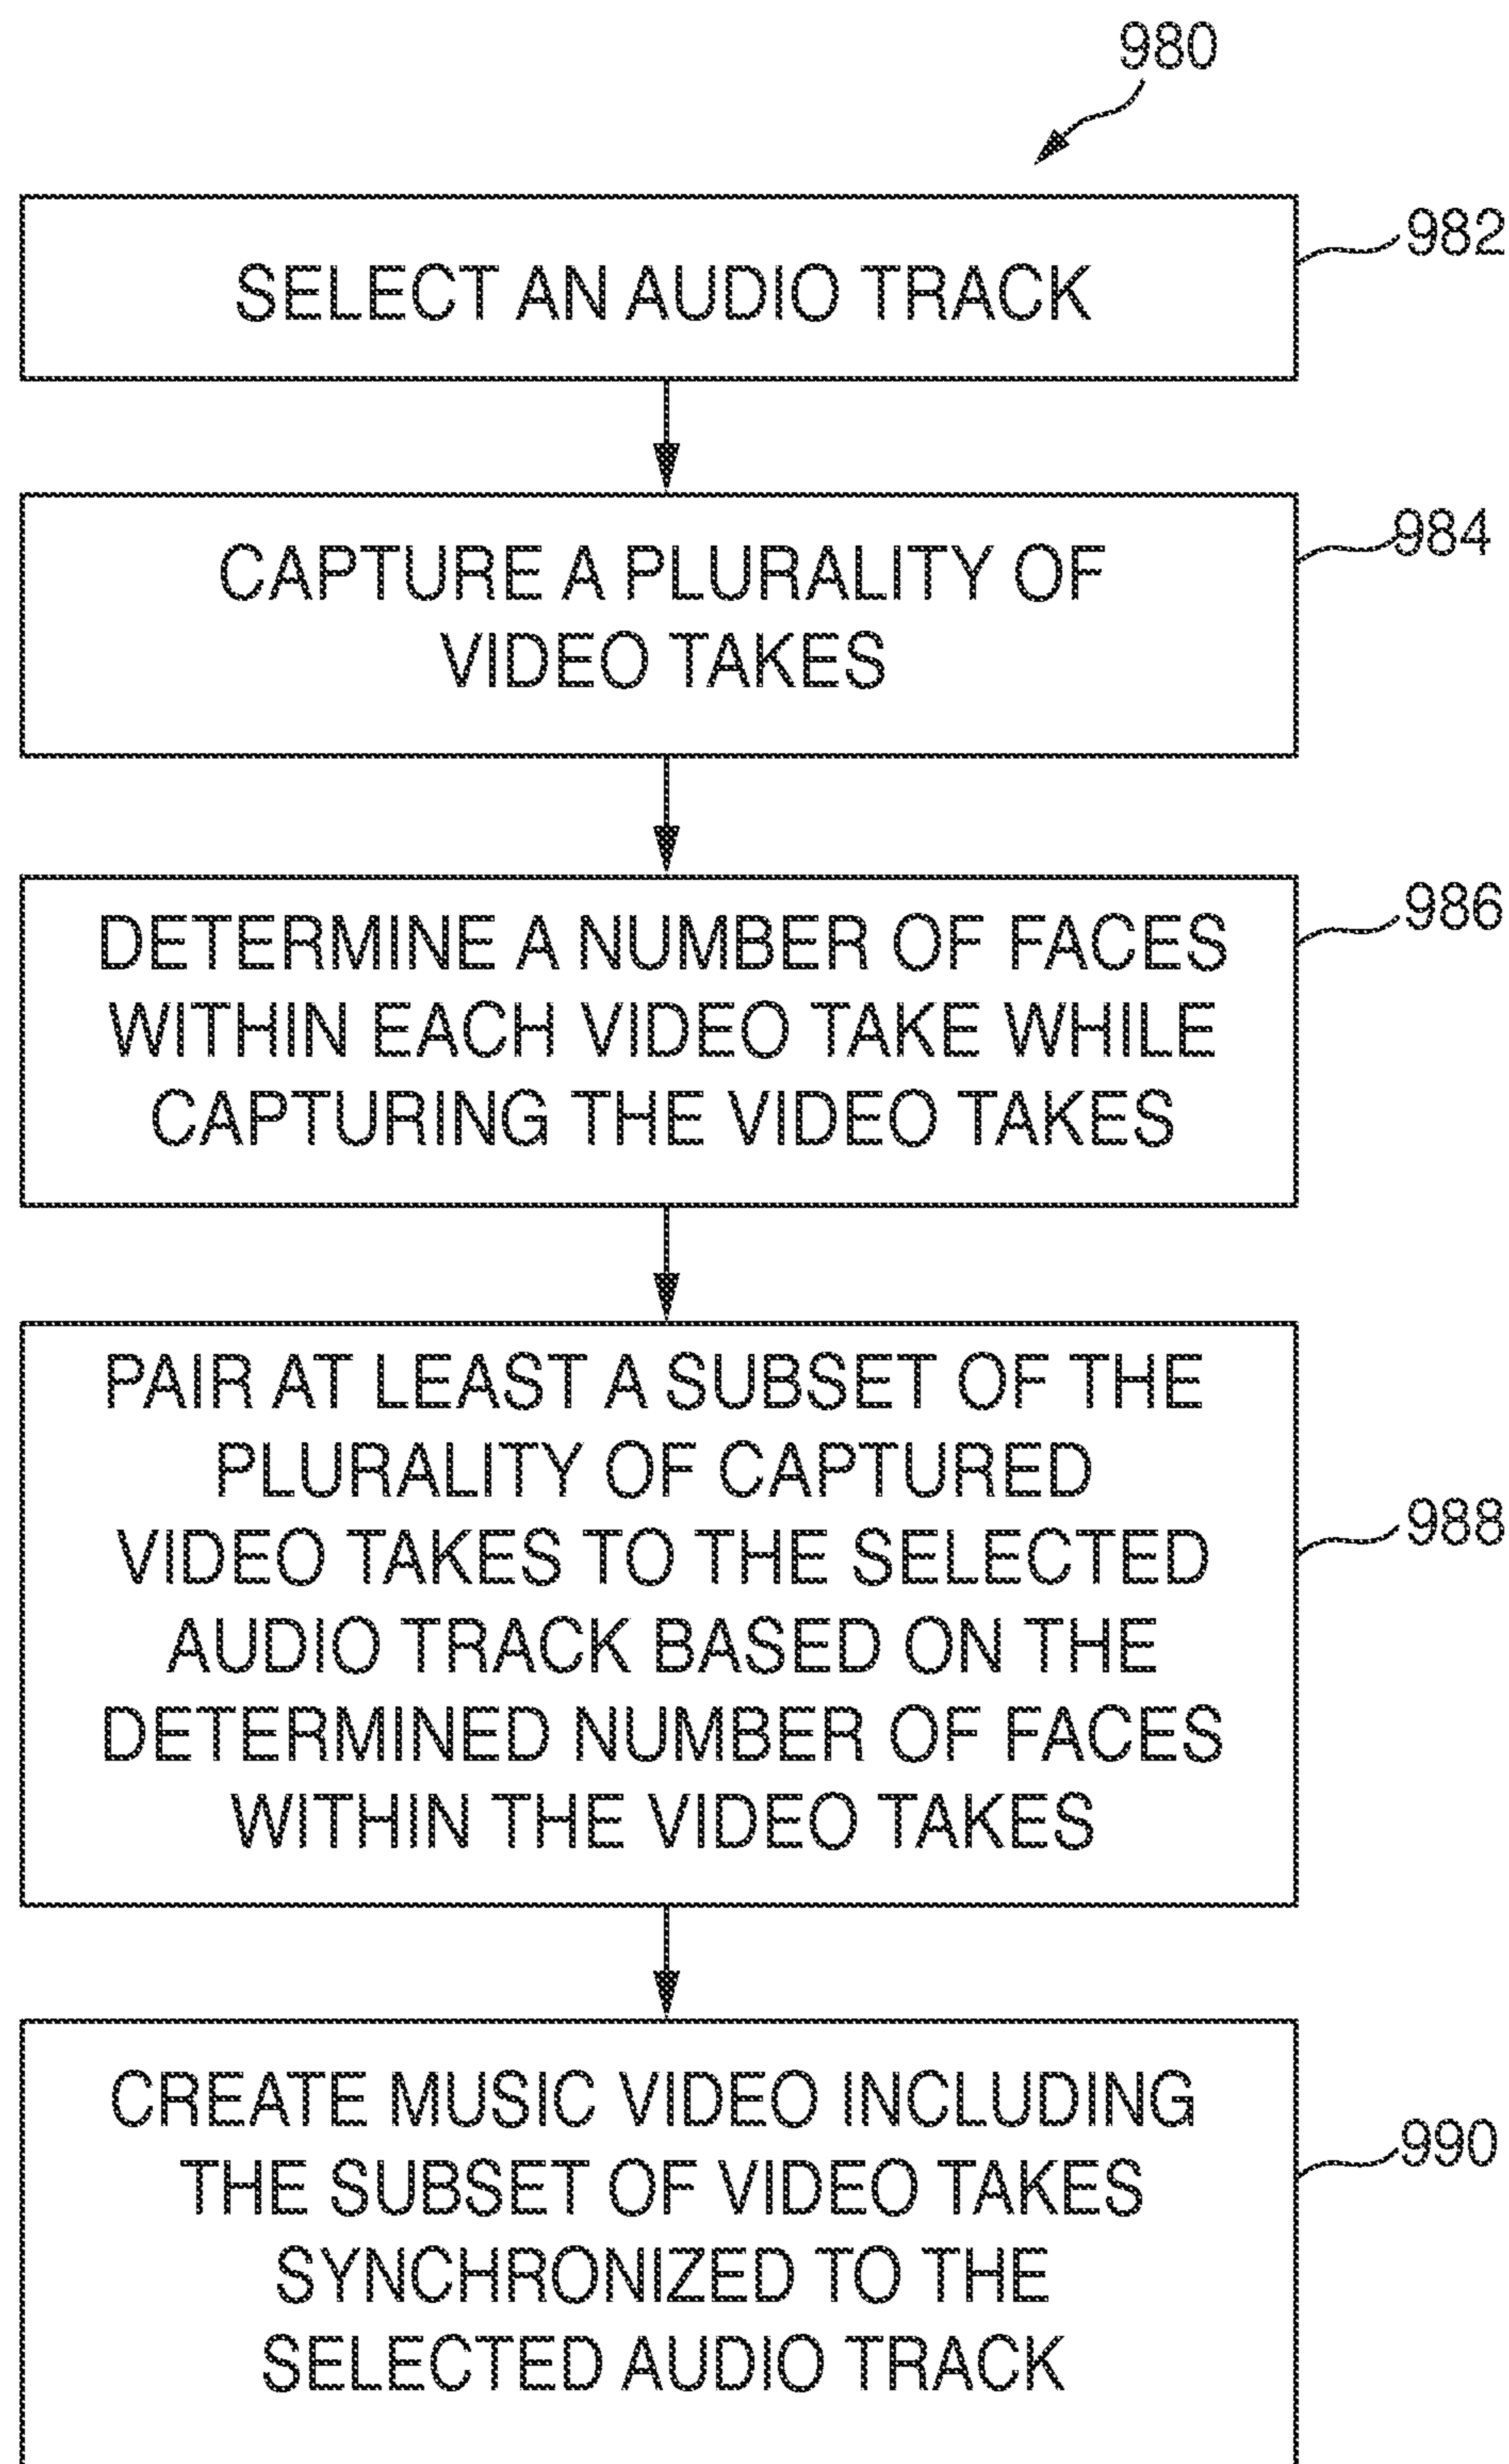 980
SELECT AN AUDIO TRACK
982
CAPTURE A PLURALITY OF
VIDEO TAKES
984
DETERMINE A NUMBER OF FACES
WITHIN EACH VIDEO TAKE WHILE
CAPTURING THE VIDEO TAKES
986
PAIR AT LEAST A SUBSET OF THE
PLURALITY OF CAPTURED
VIDEO TAKES TO THE SELECTED
AUDIO TRACK BASED ON THE
DETERMINED NUMBER OF FACES
WITHIN THE VIDEO TAKES
988
CREATE MUSIC VIDEO INCLUDING
THE SUBSET OF VIDEO TAKES
SYNCHRONIZED TO THE
SELECTED AUDIO TRACK
990